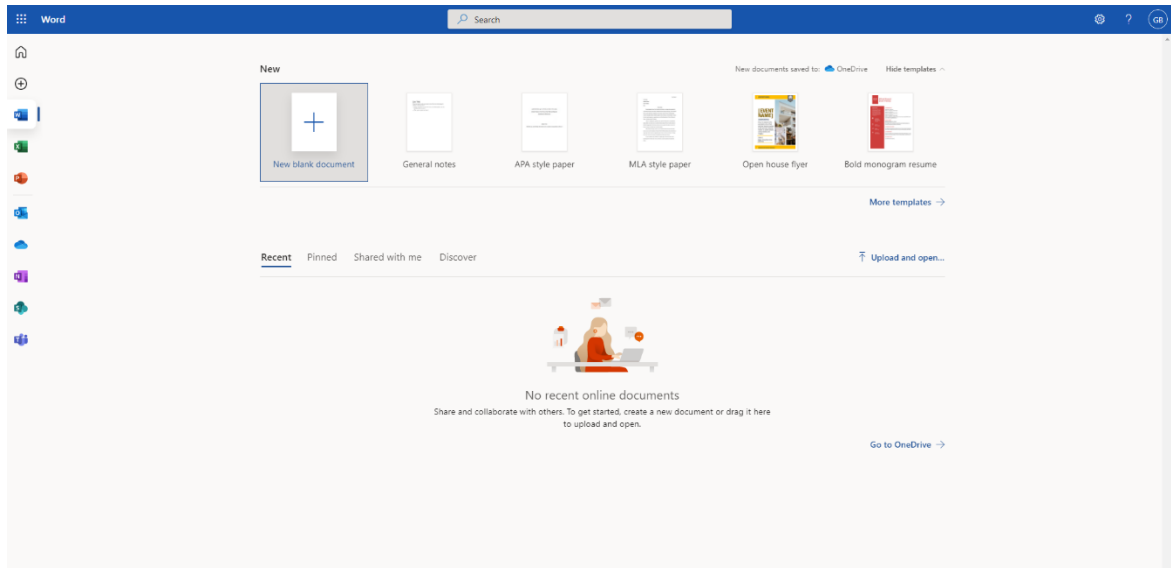 Word
Search
?
GB
New
New documents saved to: OneDrive Hide templates
New blank document
General notes
APA style paper
MLA style paper
[EVENT NAME]
Open house flyer
Bold monogram resume
More templates →
Recent Pinned Shared with me Discover
Upload and open...
No recent online documents
Share and collaborate with others. To get started, create a new document or drag it here
to upload and open.
Go to OneDrive →